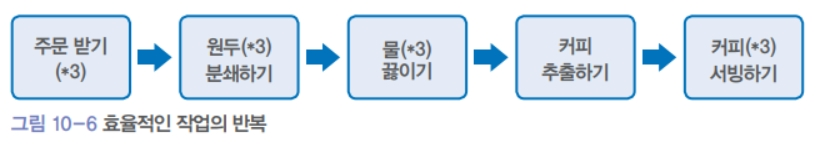 주문 받기
(*3)
원두(*3)
분쇄하기
물(*3)
끓이기
커피
추출하기
커피(*3)
서빙하기
그림 10-6 효율적인 작업의 반복